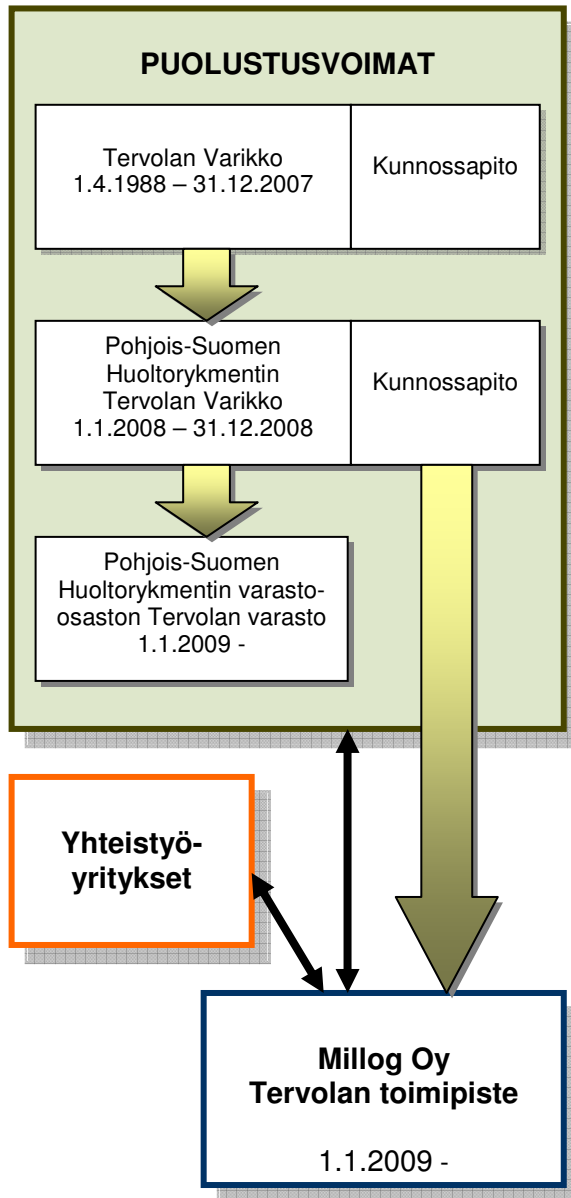 PUOLUSTUSVOIMAT
Tervolan Varikko
1.4.1988 – 31.12.2007
Kunnossapito
Pohjois-Suomen
Huoltorykmentin
Tervolan Varikko
1.1.2008 – 31.12.2008
Kunnossapito
Pohjois-Suomen
Huoltorykmentin varasto-
osaston Tervolan varasto
1.1.2009 -
Yhteistyö-
yritykset
Millog Oy
Tervolan toimipiste
1.1.2009 -